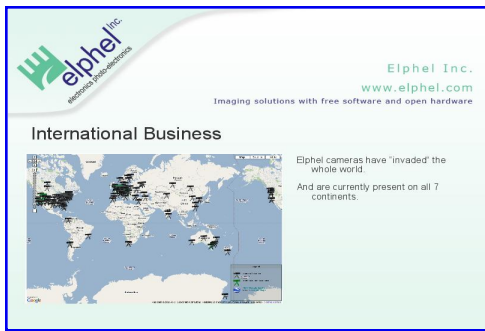 elphel Inc.
electronics photo-electronics
Elphel Inc.
www.elphel.com
Imaging solutions with free software and open hardware
International Business
Elphel cameras have "invaded" the
whole world.
And are currently present on all 7
continents.
Google